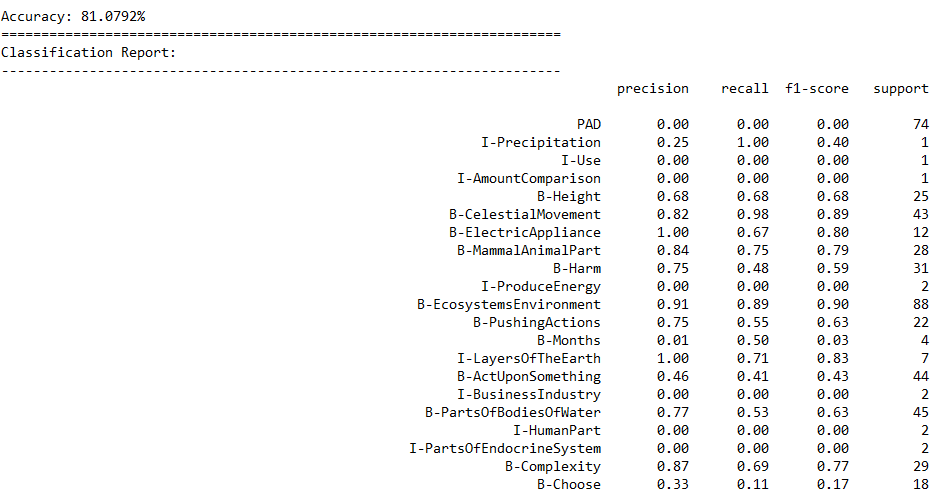 Accuracy: 81.0792%
======================================================================
Classification Report:
----------------------------------------------------------------------
precision recall f1-score support
PAD 0.00 0.00 0.00 74
I-Precipitation 0.25 1.00 0.40 1
I-Use 0.00 0.00 0.00 1
I-AmountComparison 0.00 0.00 0.00 1
B-Height 0.68 0.68 0.68 25
B-CelestialMovement 0.82 0.98 0.89 43
B-ElectricAppliance 1.00 0.67 0.80 12
B-MammalAnimalPart 0.84 0.75 0.79 28
B-Harm 0.75 0.48 0.59 31
I-ProduceEnergy 0.00 0.00 0.00 2
B-EcosystemsEnvironment 0.91 0.89 0.90 88
B-PushingActions 0.75 0.55 0.63 22
B-Months 0.01 0.50 0.03 4
I-LayersOfTheEarth 1.00 0.71 0.83 7
B-ActUponSomething 0.46 0.41 0.43 44
I-BusinessIndustry 0.00 0.00 0.00 2
B-PartsOfBodiesOfWater 0.77 0.53 0.63 45
I-HumanPart 0.00 0.00 0.00 2
I-PartsOfEndocrineSystem 0.00 0.00 0.00 2
B-Complexity 0.87 0.69 0.77 29
B-Choose 0.33 0.11 0.17 18